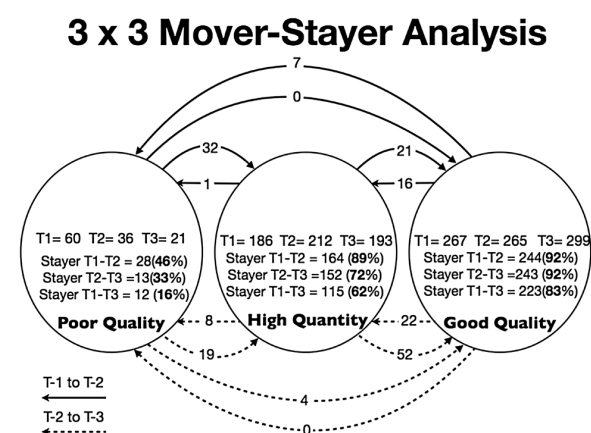 3 x 3 Mover-Stayer Analysis
7
0
32
21
1
16
T1= 60 T2= 36 T3= 21
Stayer T1-T2 = 28(46%)
Stayer T2-T3 =13(33%)
Stayer T1-T3 = 12 (16%)
Poor Quality
T1= 186 T2= 212 T3= 193
Stayer T1-T2 = 164 (89%)
Stayer T2-T3 =152 (72%)
Stayer T1-T3 = 115 (62%)
High Quantity
T1= 267 T2= 265 T3= 299
Stayer T1-T2 = 244(92%)
Stayer T2-T3 =243 (92%)
Stayer T1-T3 = 223(83%)
Good Quality
8
22
19
52
4
0
T-1 to T-2
T-2 to T-3